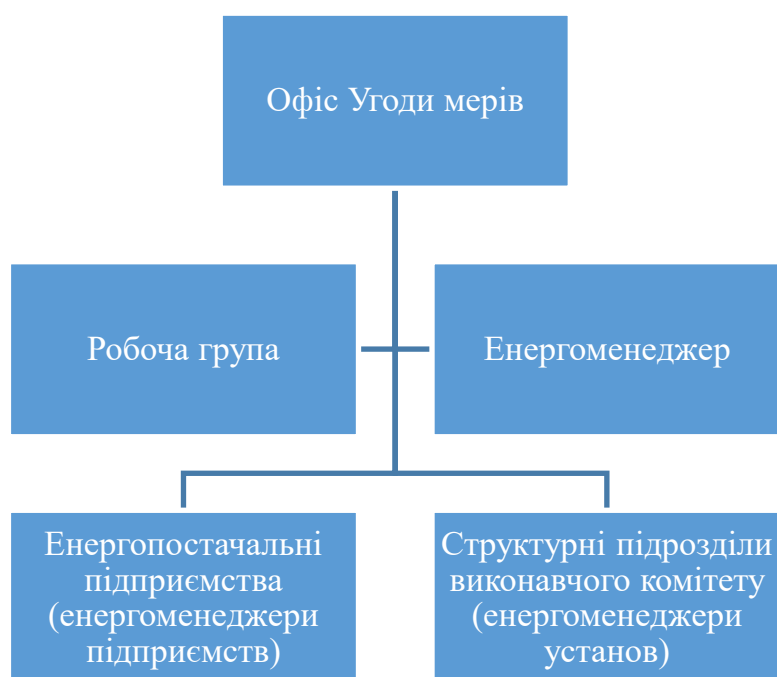 Офіс Угоди мерів
Робоча група
Енергоменеджер
Енергопостачальні
підприємства
(енергоменеджери
підприємств)
Структурні підрозділи
виконавчого комітету
(енергоменеджери
установ)